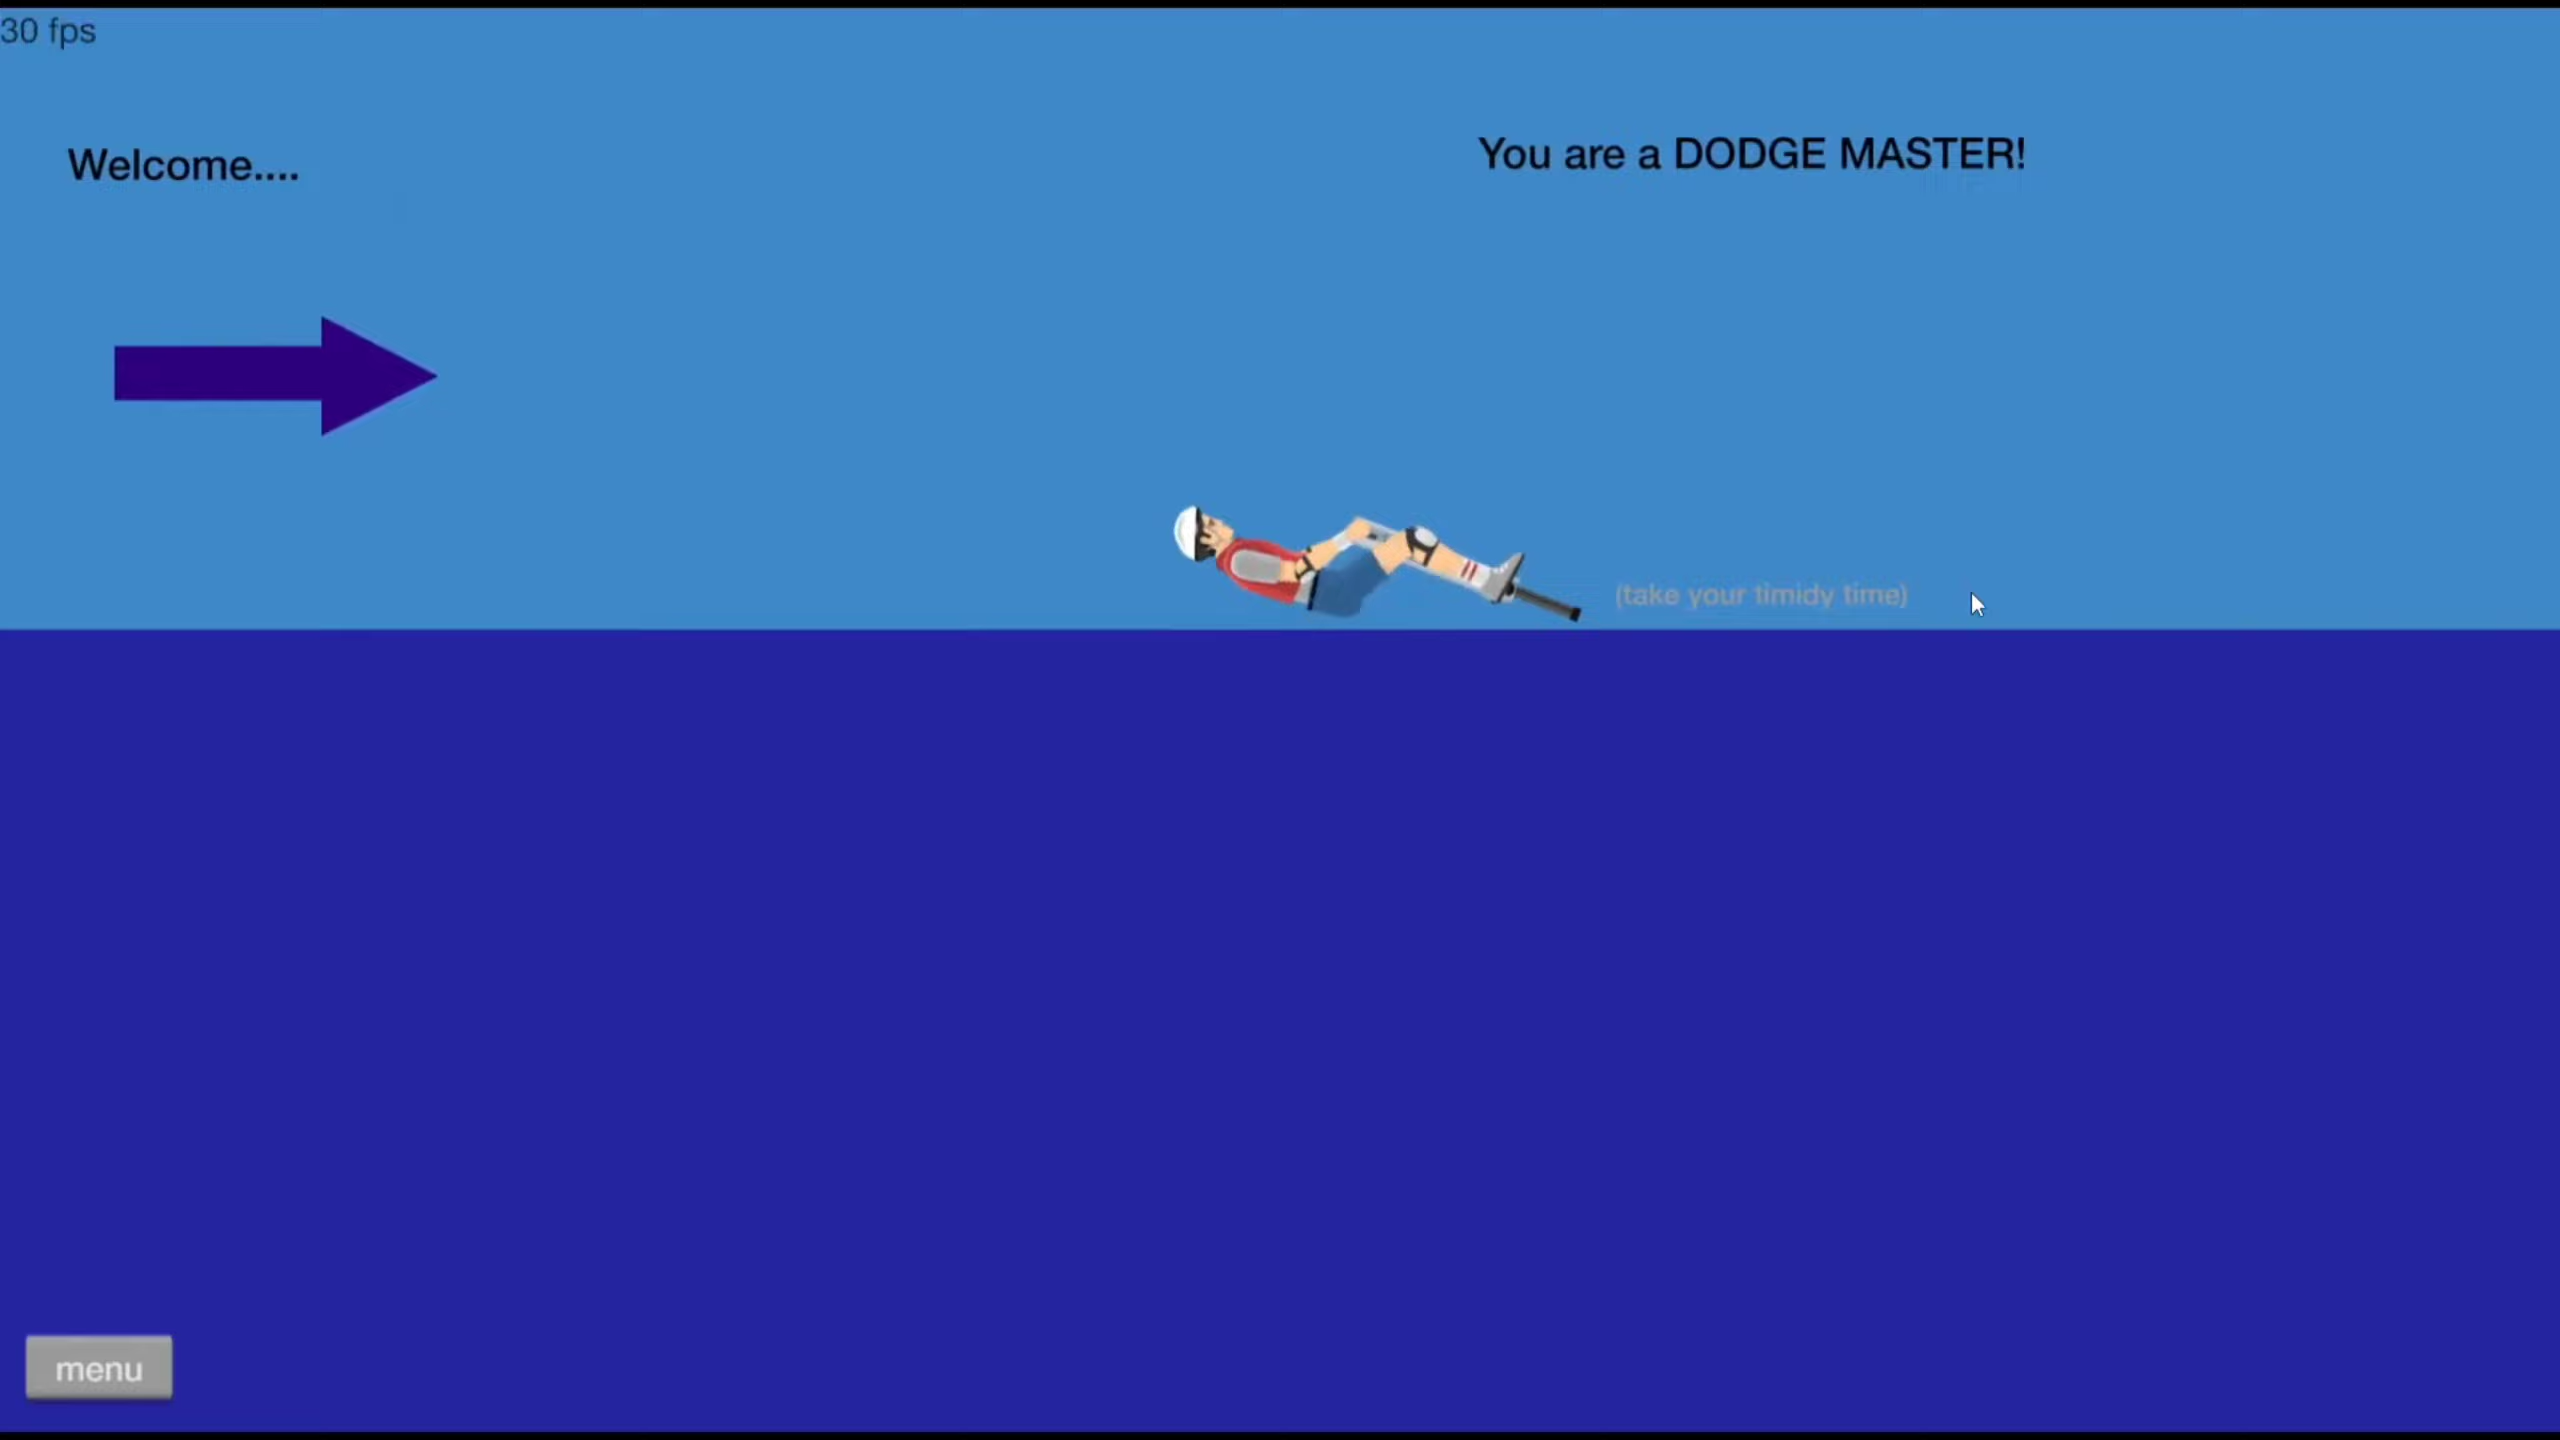 30 fps
Welcome....
You are a DODGE MASTER!
(take your timidy time)
menu